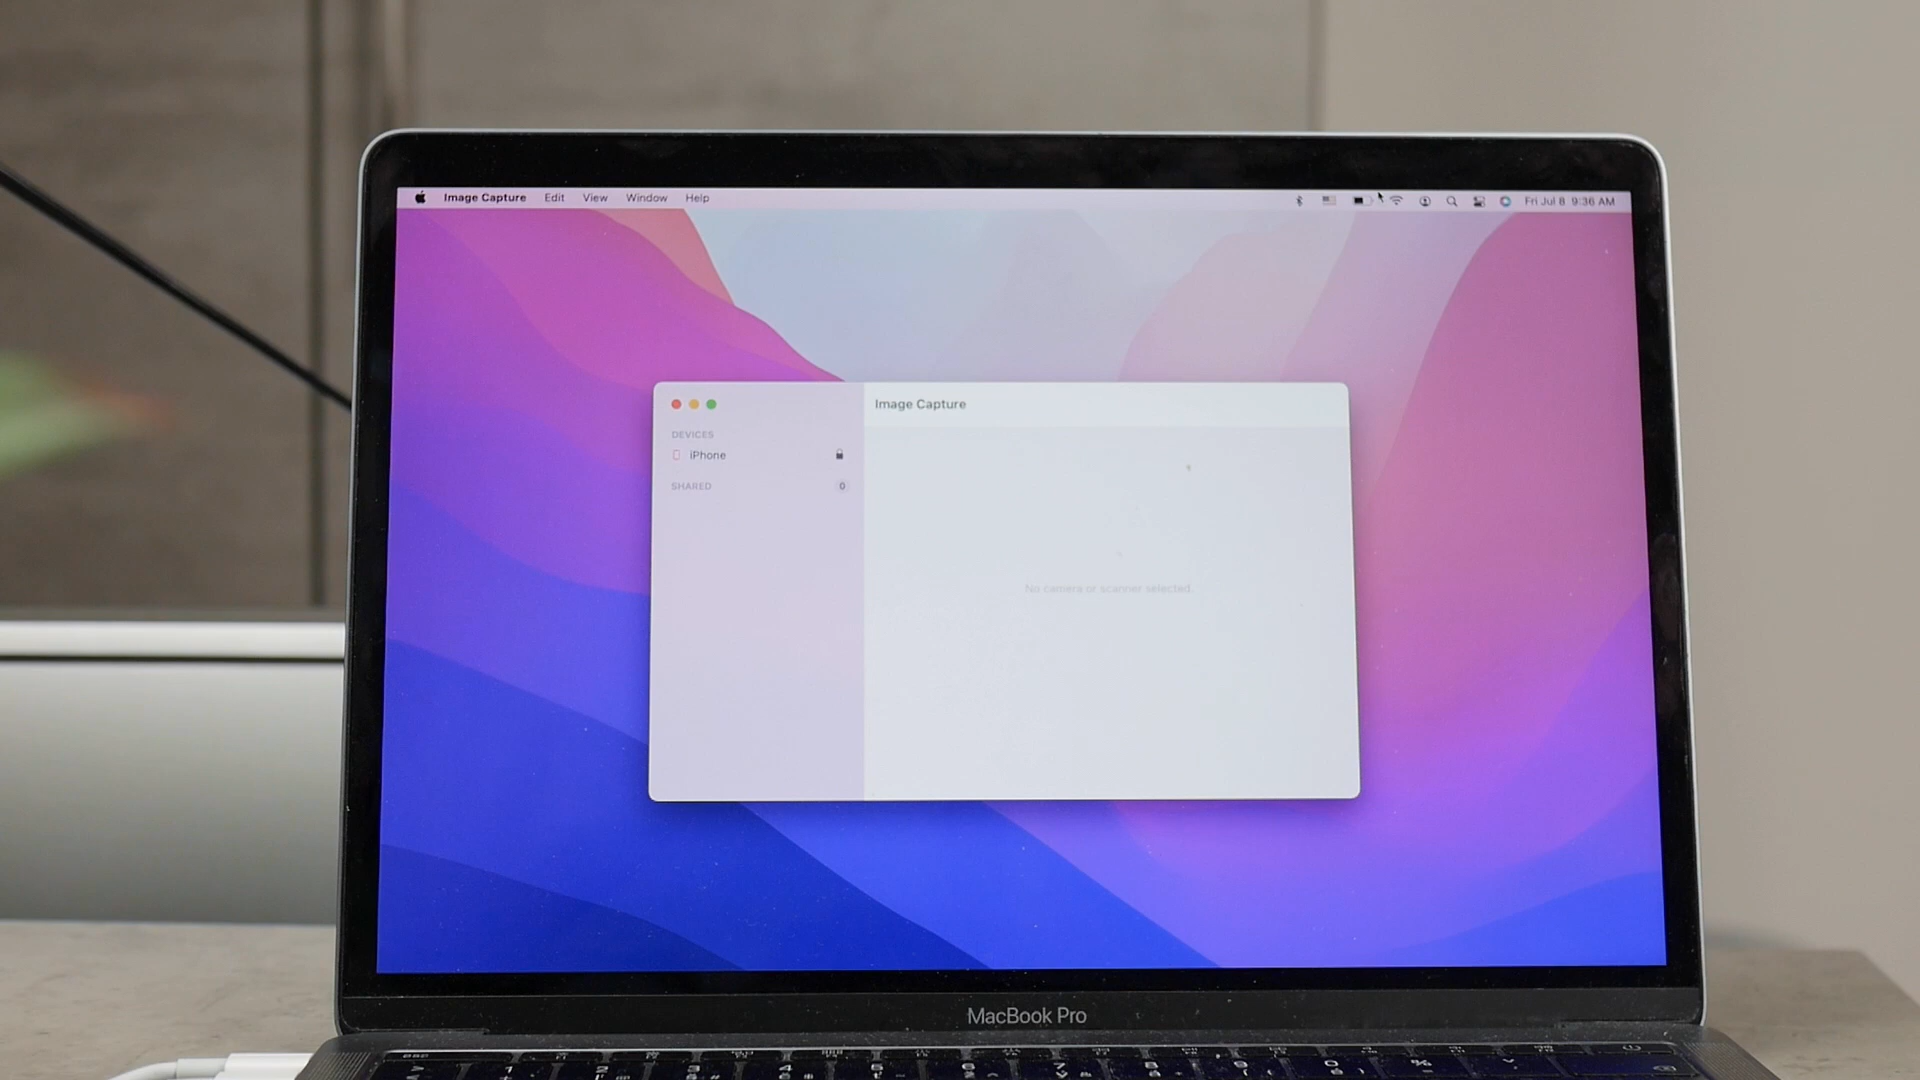 Image Capture Edit View Window Help Fri Jul 8 9:36 AM
Image Capture
DEVICES
iPhone
SHARED 0
No camera or scanner selected.
MacBook Pro
esc